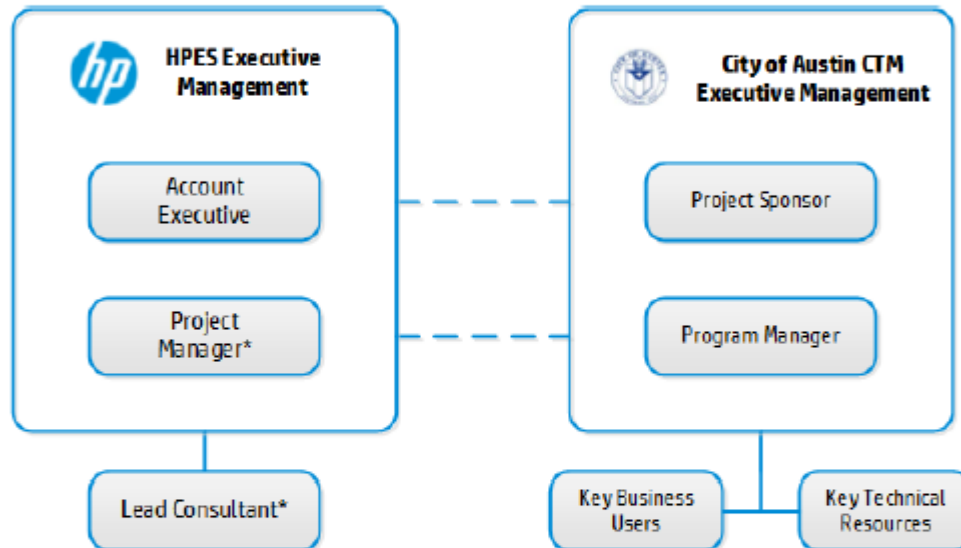 hp
HPES Executive
Management
Account
Executive
Project
Manager*
Lead Consultant*
City of Austin CTM
Executive Management
Project Sponsor
Program Manager
Key Business
Users
Key Technical
Resources